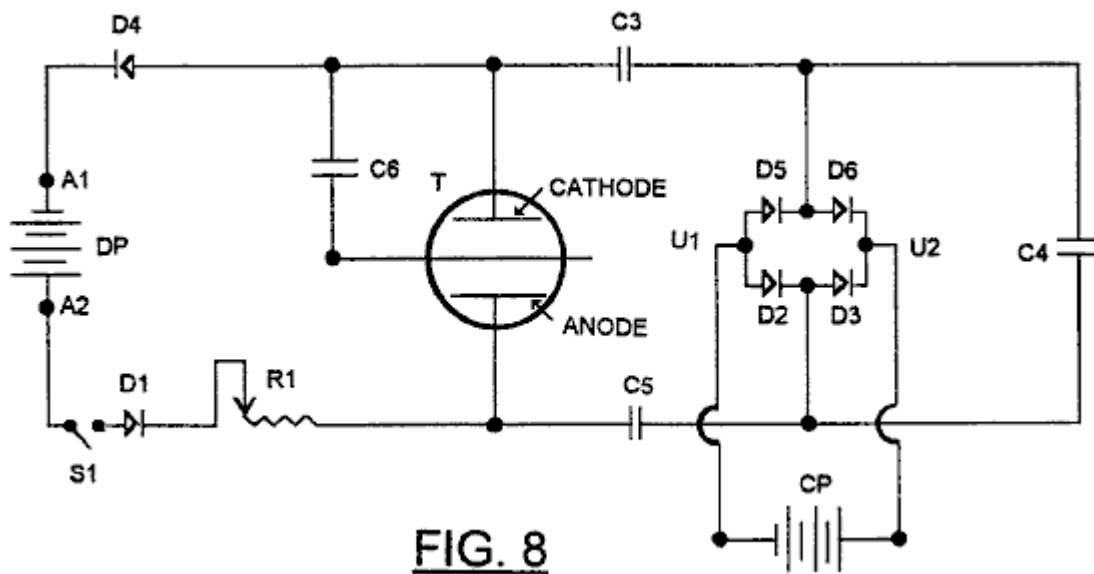 D4
C3
A1
C6
T
CATHODE
D5
D6
DP
U1
U2
C4
A2
D2
D3
ANODE
D1
R1
C5
S1
CP
FIG. 8